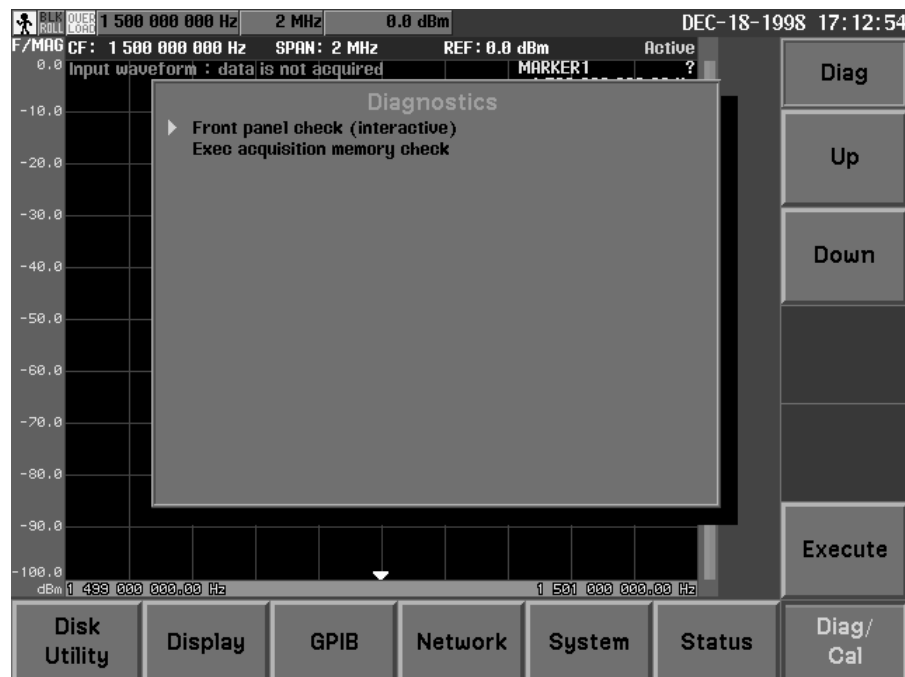 BLK ROLL OVER LOAD 1 500 000 000 Hz 2 MHz 0.0 dBm DEC-18-1998 17:12:54
F/MAG CF: 1 500 000 000 Hz SPAN: 2 MHz REF: 0.0 dBm Active
0.0 Input waveform : data is not acquired MARKER1 ?
Diag
Diagnostics
-10.0
Front panel check (interactive)
Exec acquisition memory check
Up
-20.0
-30.0
Down
-40.0
-50.0
-60.0
-70.0
-80.0
-90.0
Execute
-100.0
dBm 1 499 000 000.00 Hz 1 501 000 000.00 Hz
Disk Utility
Display
GPIB
Network
System
Status
Diag/ Cal